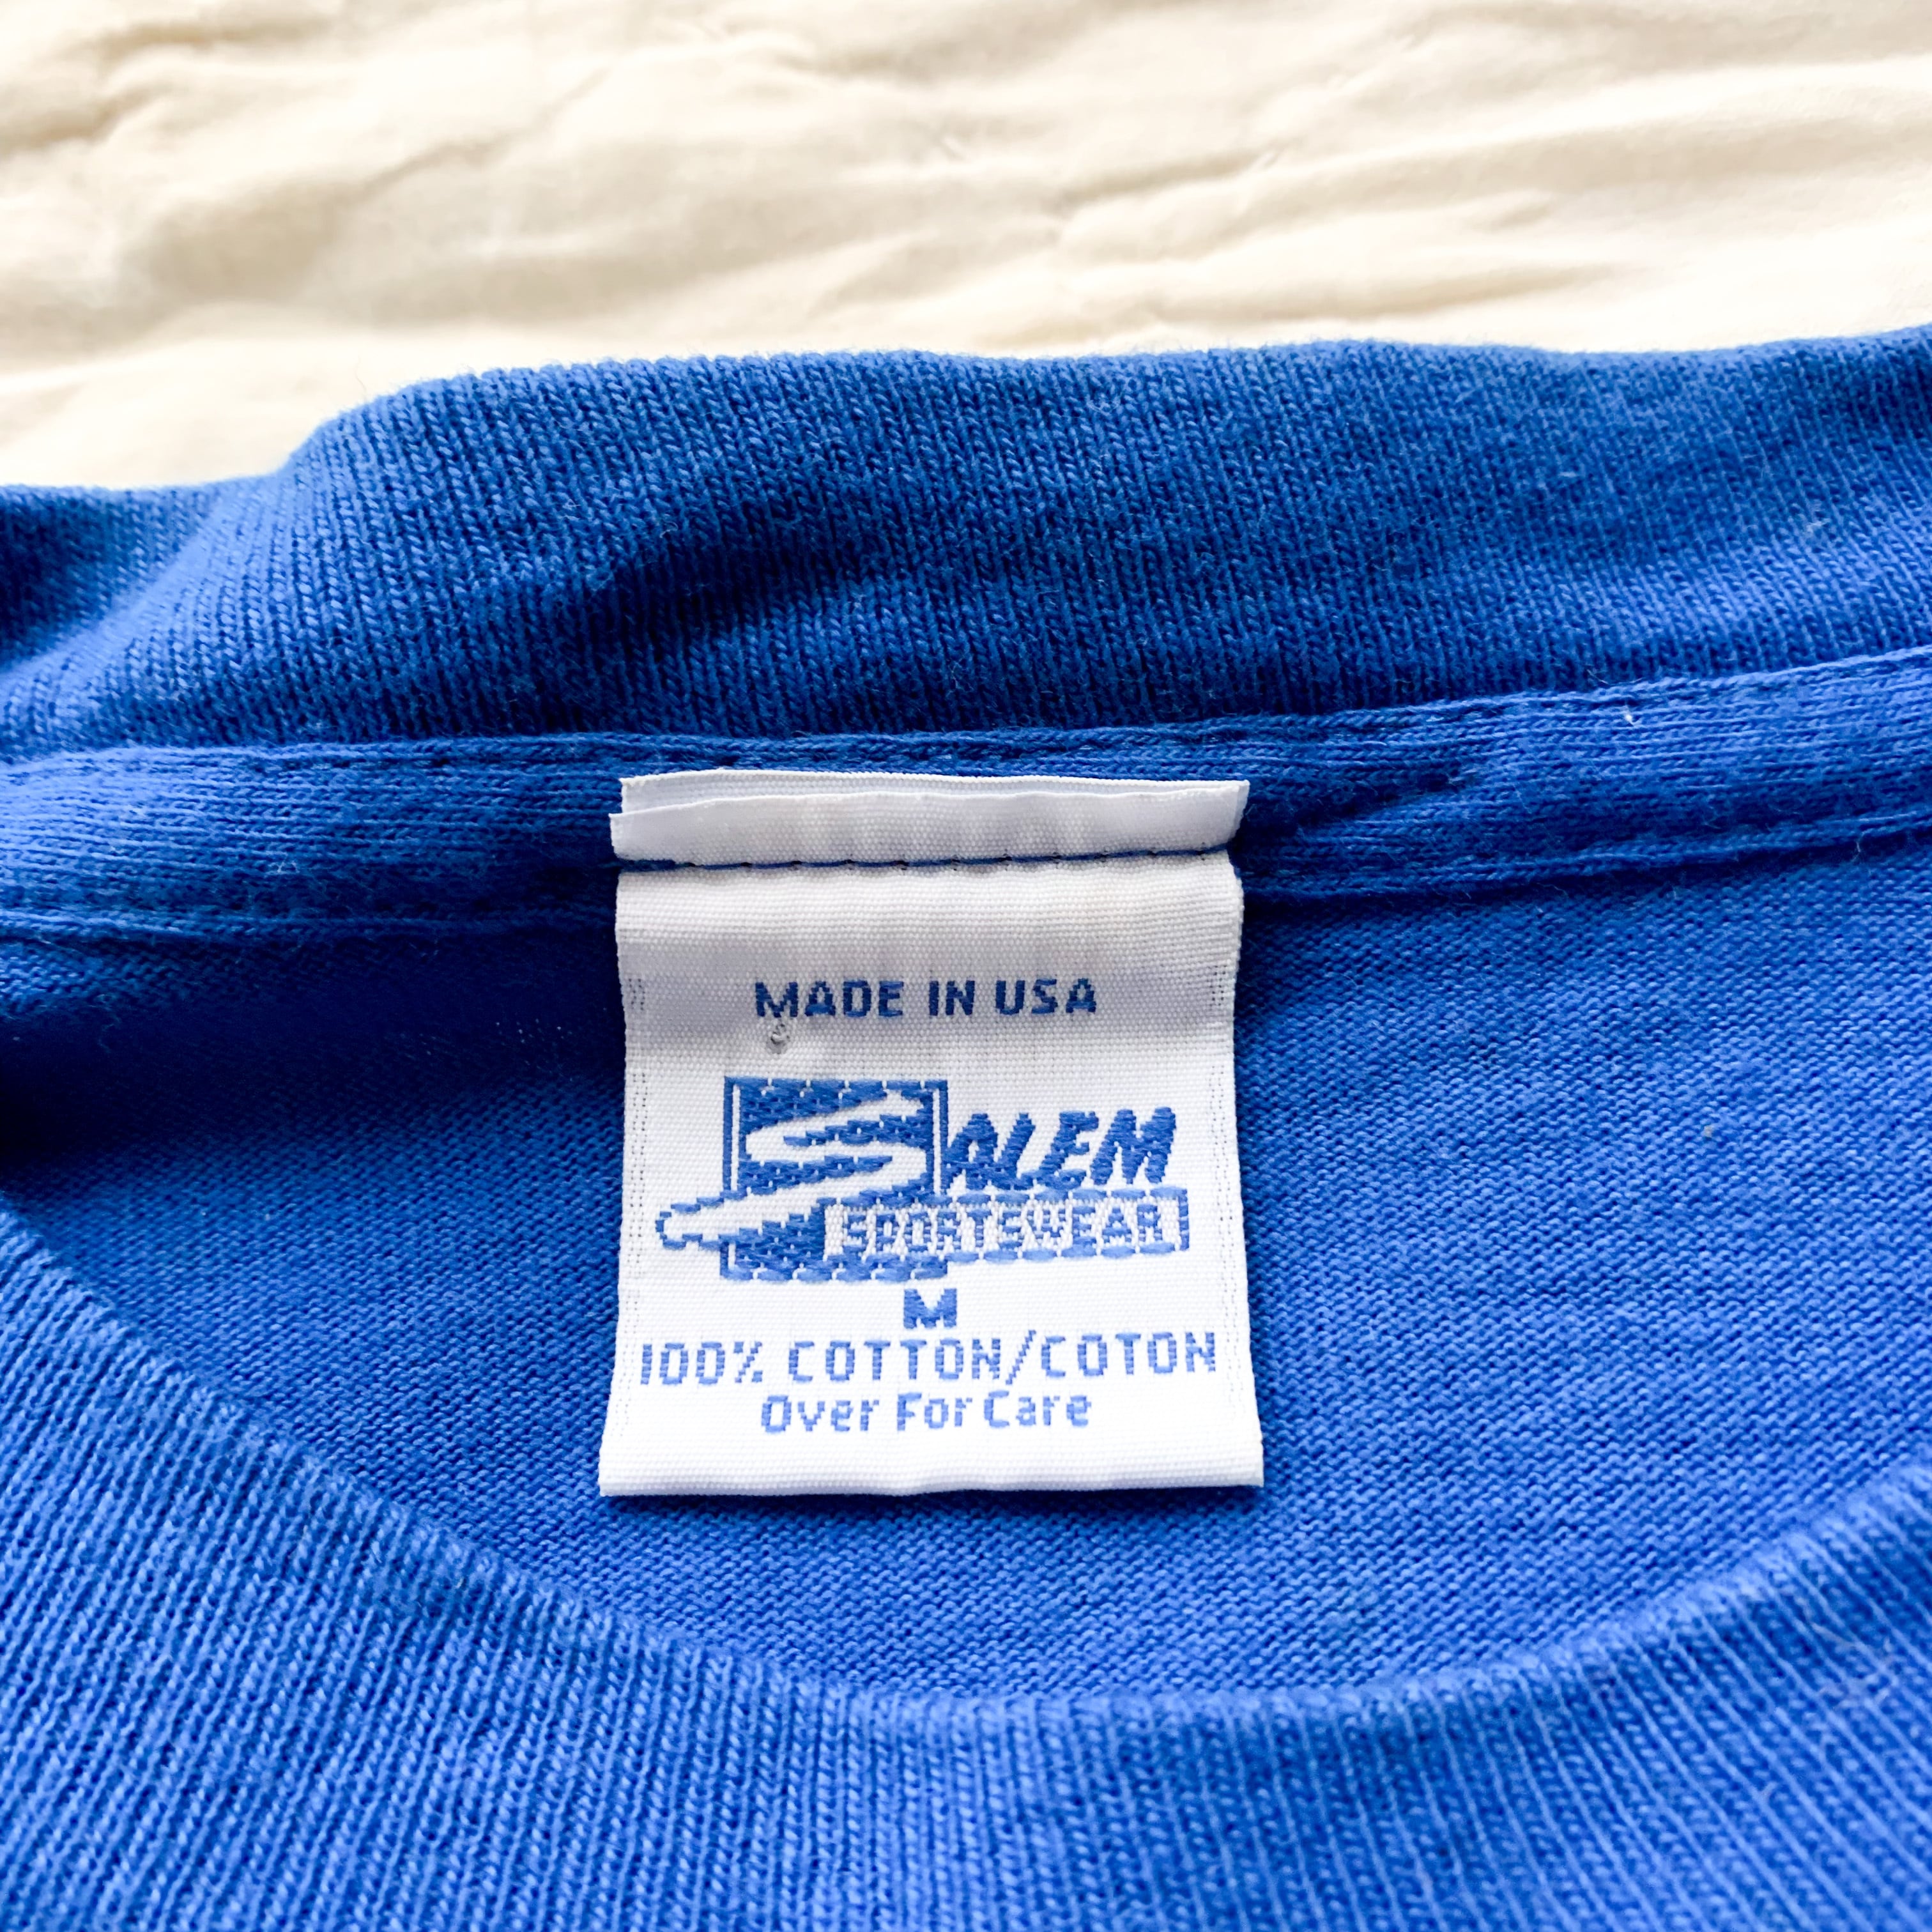 MADE IN USA
SALEM
SPORTSWEAR
M
100% COTTON/COTON
Over For Care